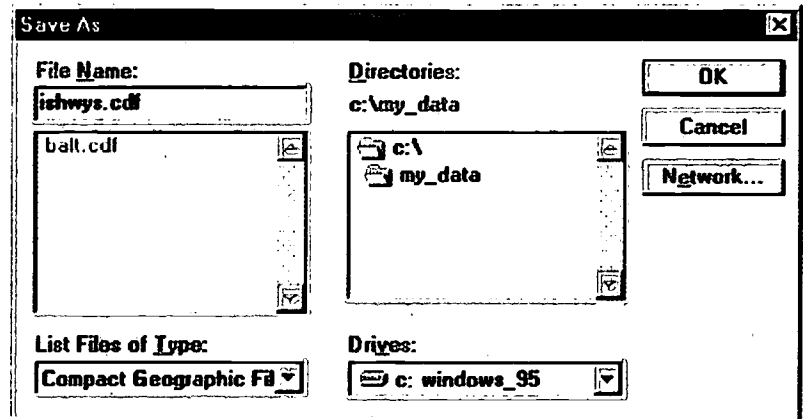 Save As
File Name:
ishwys.cdf
balt.cdf
List Files of Type:
Compact Geographic Fil
Directories:
c:\my_data
c:\
my_data
Drives:
c: windows_95
OK
Cancel
Network...